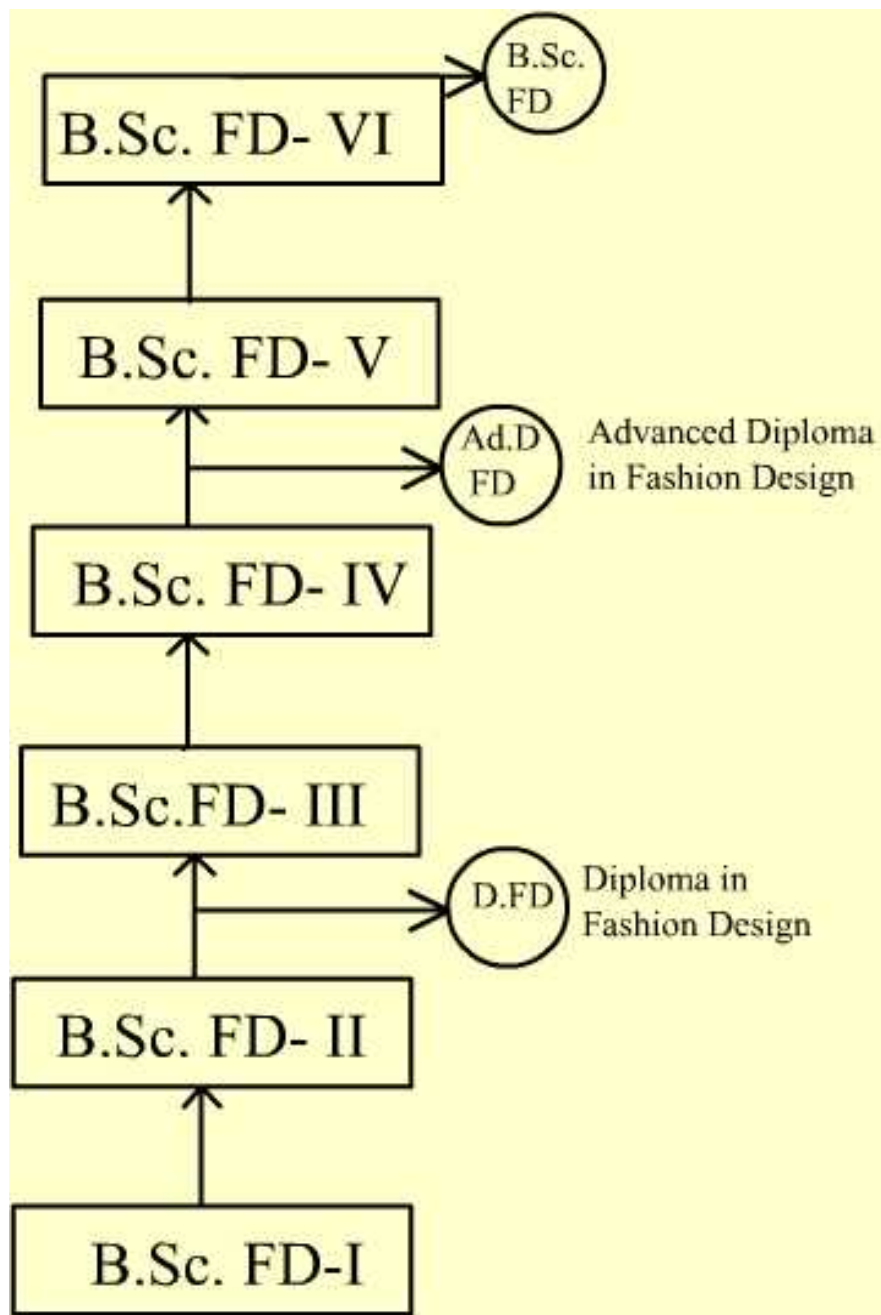 B.Sc.
FD
B.Sc. FD- VI
B.Sc. FD- V
Ad.D
FD
Advanced Diploma
in Fashion Design
B.Sc. FD- IV
B.Sc.FD- III
D.FD
Diploma in
Fashion Design
B.Sc. FD- II
B.Sc. FD-I